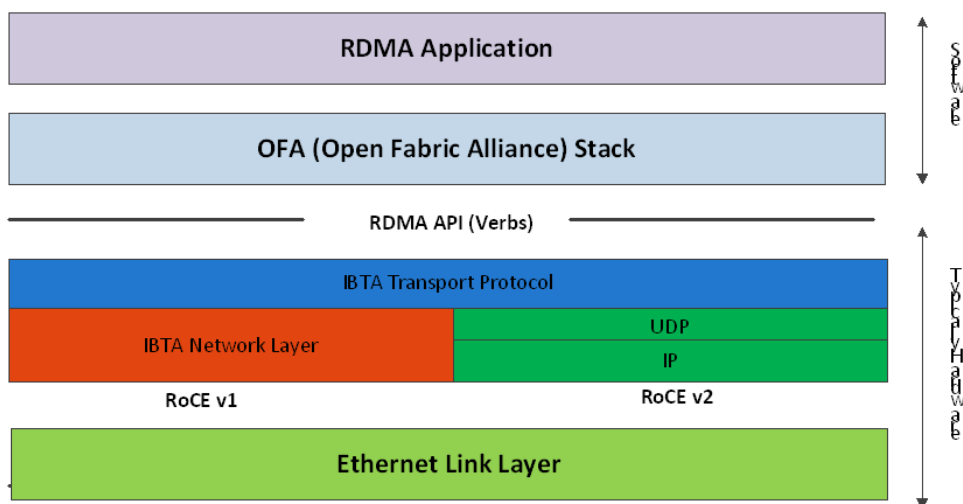 RDMA Application
OFA (Open Fabric Alliance) Stack
Software
RDMA API (Verbs)
IBTA Transport Protocol
IBTA Network Layer
UDP
IP
RoCE v1
RoCE v2
Ethernet Link Layer